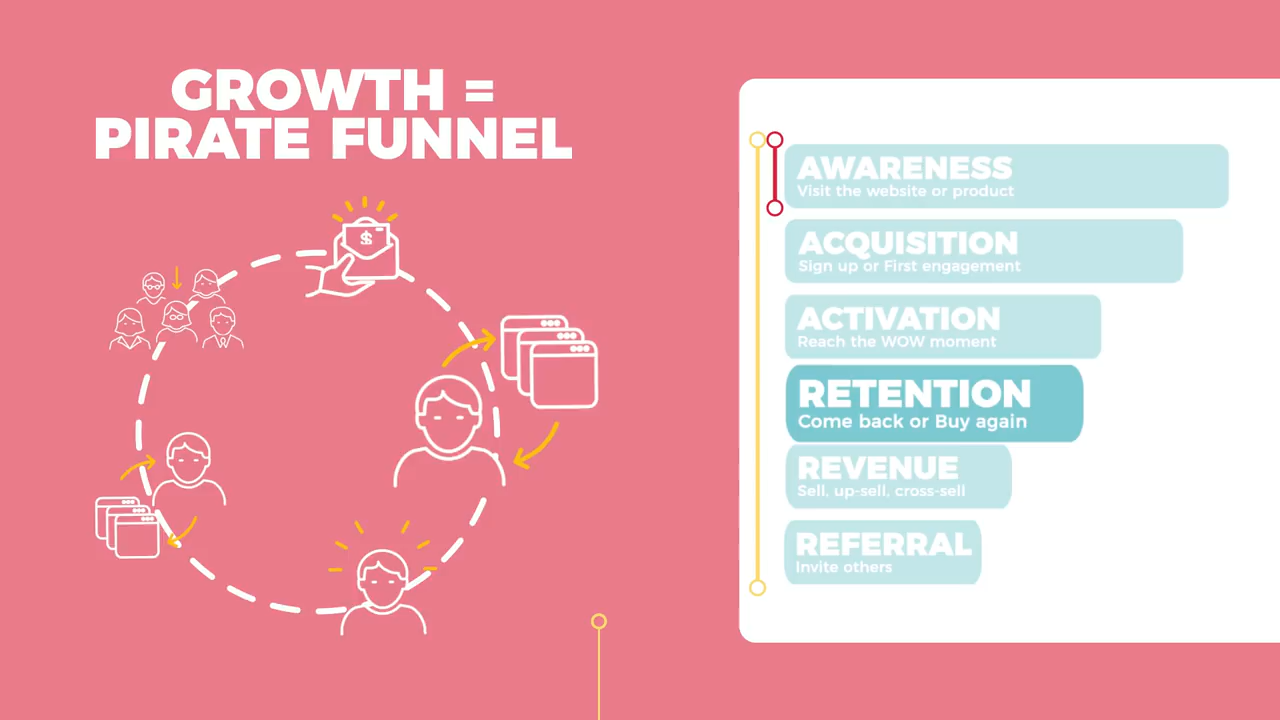 GROWTH =
PIRATE FUNNEL
$
AWARENESS
Visit the website or product
ACQUISITION
Sign up or First engagement
ACTIVATION
Reach the WOW moment
RETENTION
Come back or Buy again
REVENUE
Sell, up-sell, cross-sell
REFERRAL
Invite others